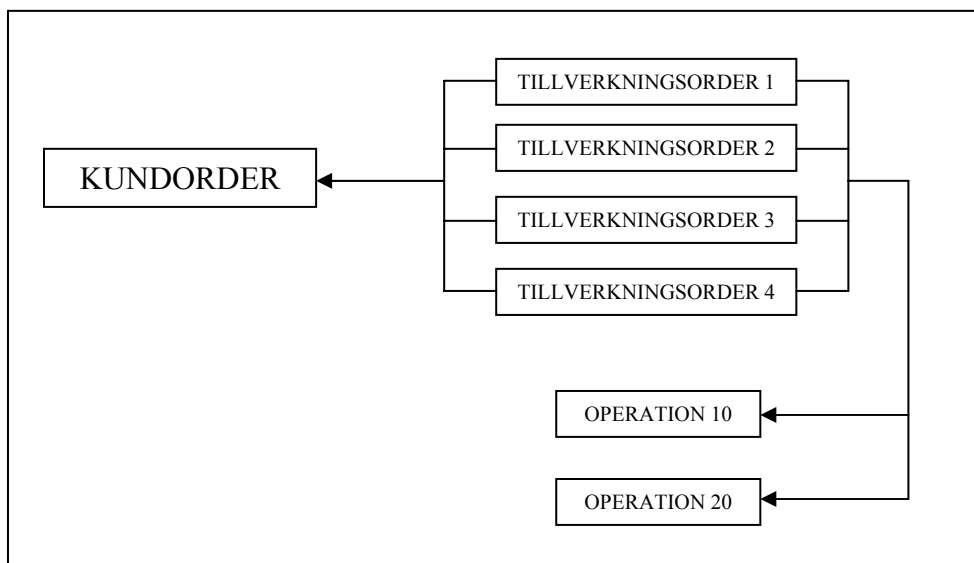 KUNDORDER
TILLVERKNINGSORDER 1
TILLVERKNINGSORDER 2
TILLVERKNINGSORDER 3
TILLVERKNINGSORDER 4
OPERATION 10
OPERATION 20